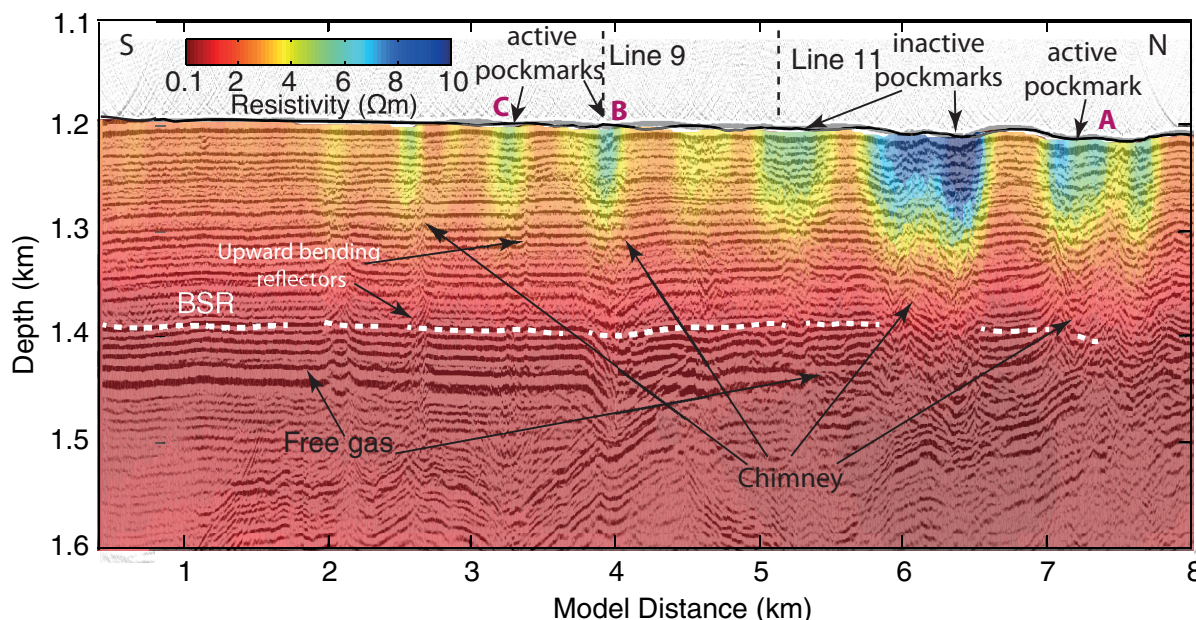 1.1
S
N
0.1 2 4 6 8 10
Resistivity (Ωm)
active
pockmarks
C
B
Line 9
Line 11
inactive
pockmarks
active
pockmark
A
1.2
1.3
1.4
1.5
1.6
Depth (km)
Upward bending
reflectors
BSR
Free gas
Chimney
1 2 3 4 5 6 7 8
Model Distance (km)